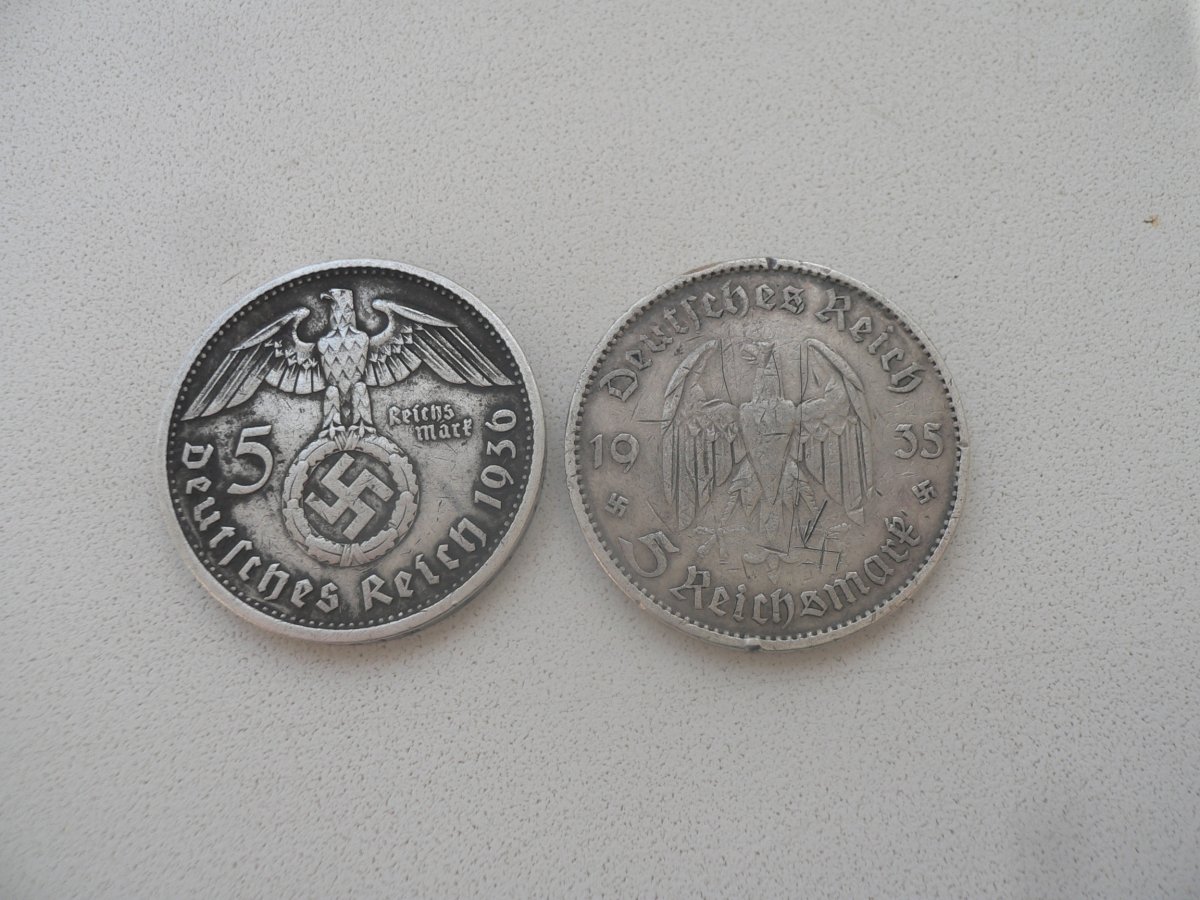 5
Reichs
mark
Deutſches Reich 1936
Deutſches Reich
19 35
5 Reichsmark